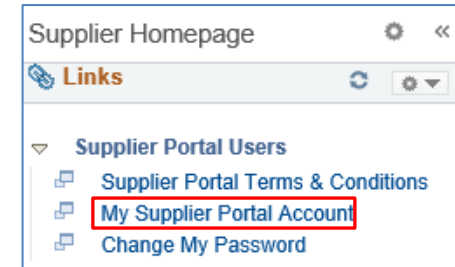 Supplier Homepage
Links
Supplier Portal Users
Supplier Portal Terms & Conditions
My Supplier Portal Account
Change My Password